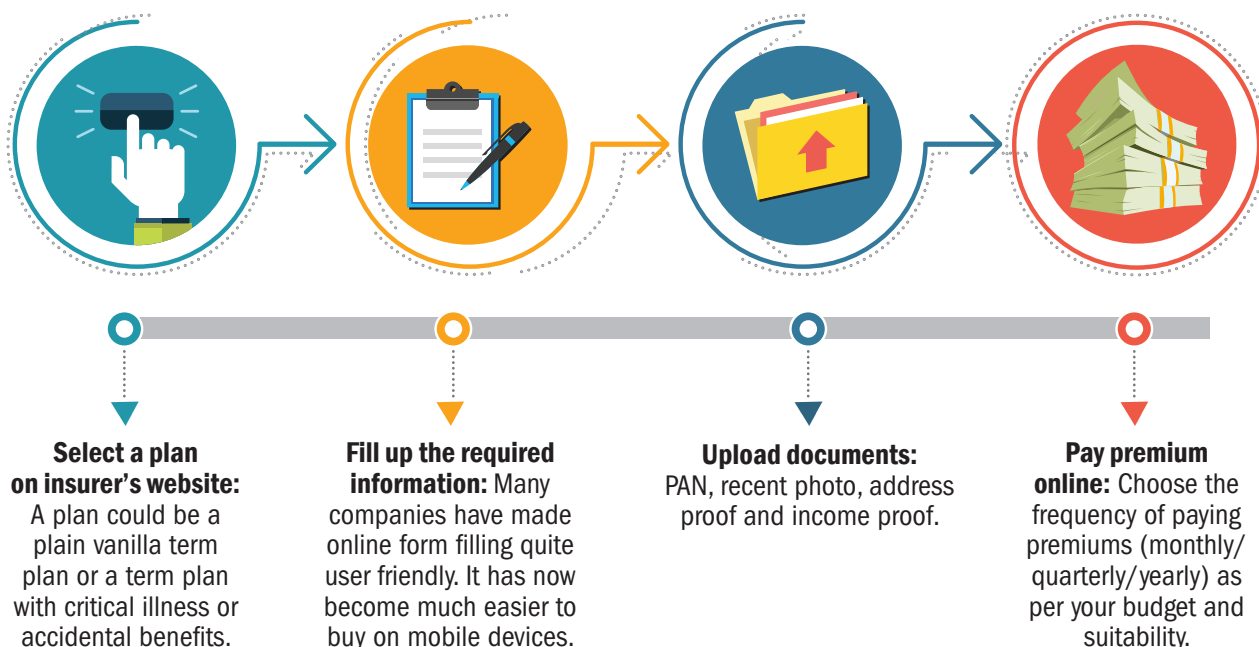 Select a plan
on insurer’s website:
A plan could be a
plain vanilla term
plan or a term plan
with critical illness or
accidental benefits.
Fill up the required
information: Many
companies have made
online form filling quite
user friendly. It has now
become much easier to
buy on mobile devices.
Upload documents:
PAN, recent photo, address
proof and income proof.
Pay premium
online: Choose the
frequency of paying
premiums (monthly/
quarterly/yearly) as
per your budget and
suitability.